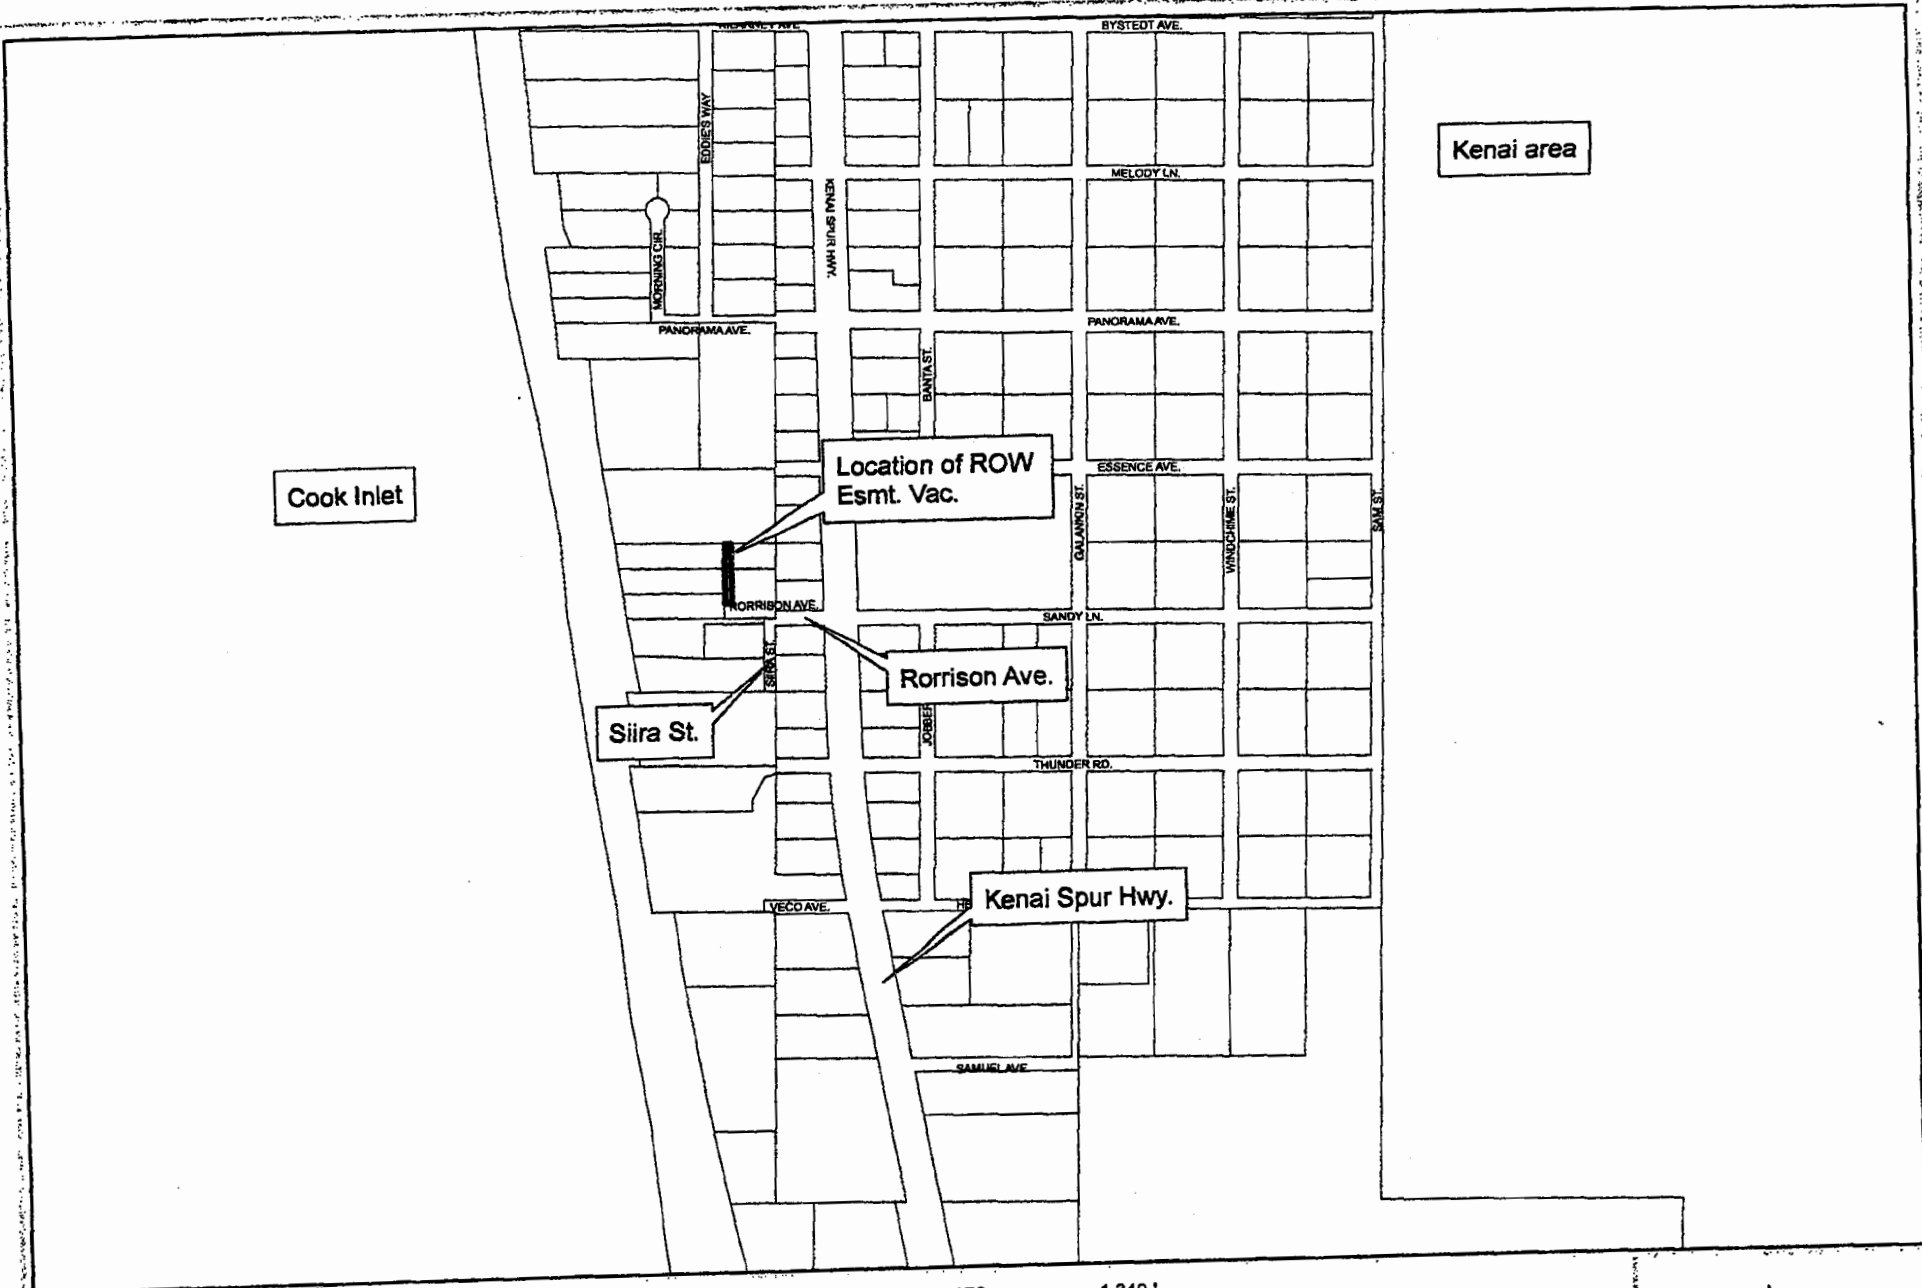 BYSTEDT AVE.
Kenai area
EDDIE'S WAY
MELODY LN.
KENAI SPUR HWY.
MORNING CIR.
PANORAMA AVE.
PANORAMA AVE.
BANTA ST.
Location of ROW
Esmt. Vac.
ESSENCE AVE.
Cook Inlet
GALANKIN ST.
WINDCHIME ST.
SAM ST.
RORRISON AVE.
SANDY LN.
SIIRA ST.
Rorrison Ave.
Siira St.
THUNDER RD.
Kenai Spur Hwy.
VECO AVE.
SAMUEL AVE